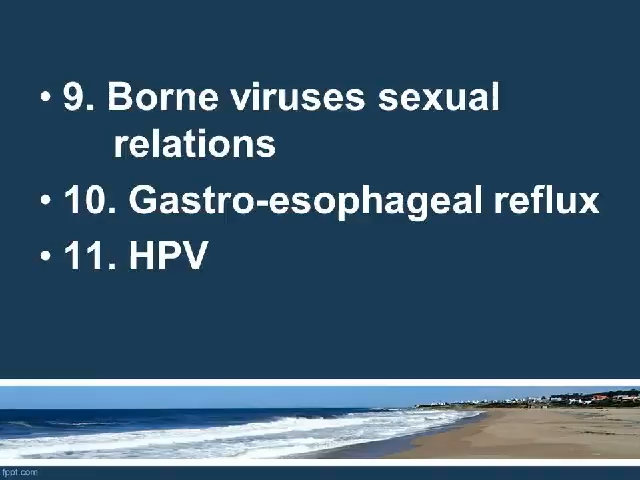 • 9. Borne viruses sexual
relations
• 10. Gastro-esophageal reflux
• 11. HPV
fppt.com